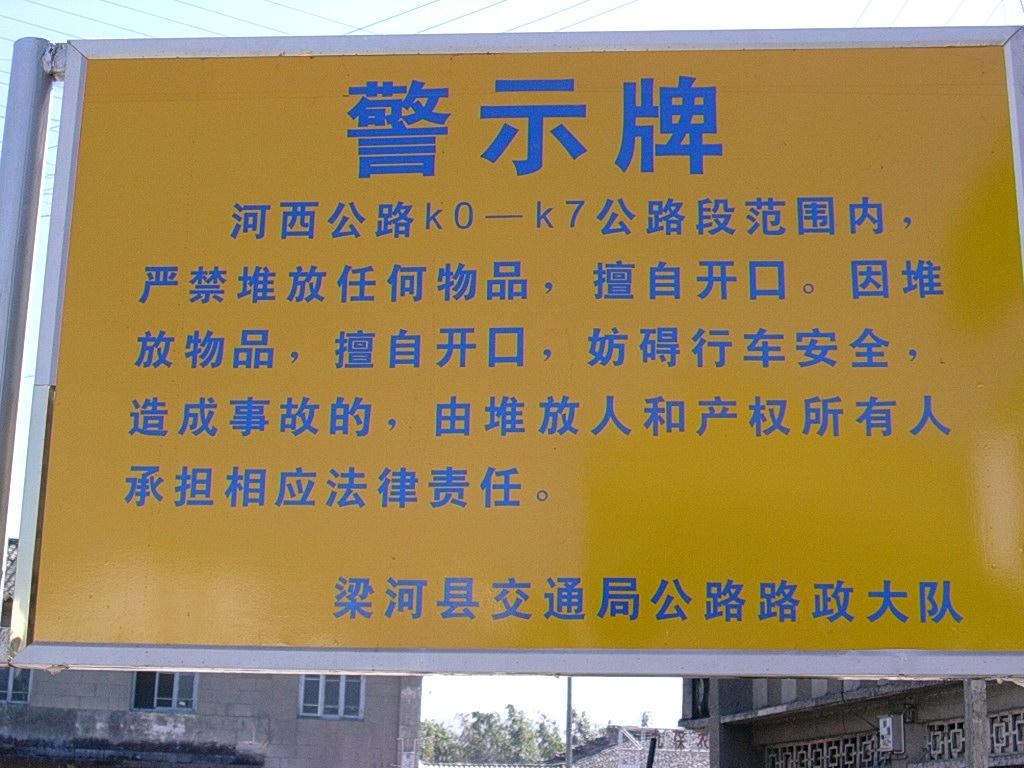 警示牌
河西公路k0—k7公路段范围内，
严禁堆放任何物品，擅自开口。因堆
放物品，擅自开口，妨碍行车安全，
造成事故的，由堆放人和产权所有人
承担相应法律责任。
梁河县交通局公路路政大队